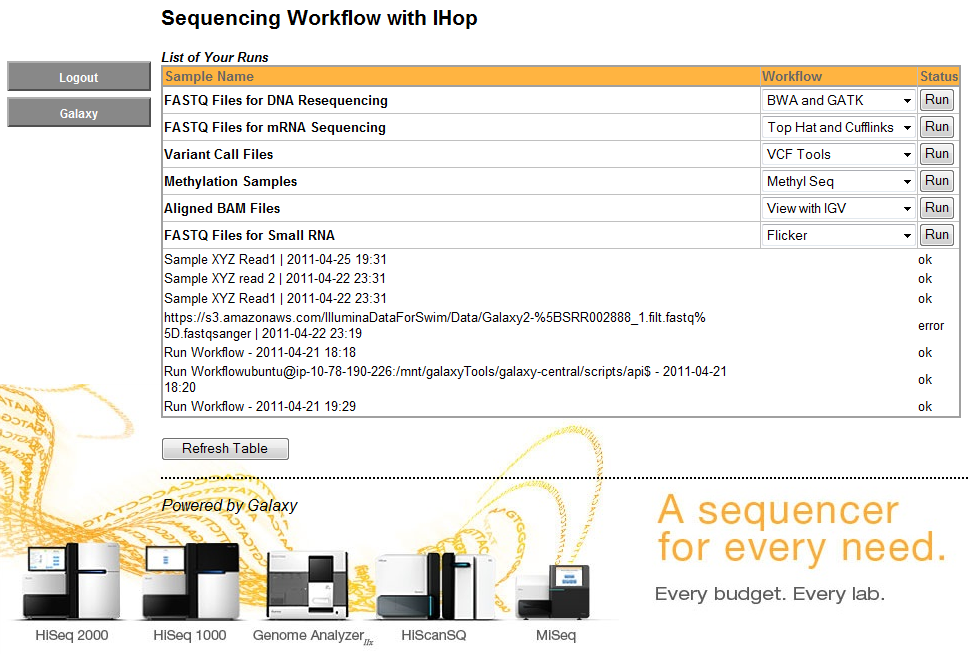 Sequencing Workflow with IHop
List of Your Runs
Logout
Galaxy
Sample Name Workflow Status
FASTQ Files for DNA Resequencing BWA and GATK Run
FASTQ Files for mRNA Sequencing Top Hat and Cufflinks Run
Variant Call Files VCF Tools Run
Methylation Samples Methyl Seq Run
Aligned BAM Files View with IGV Run
FASTQ Files for Small RNA Flicker Run
Sample XYZ Read1 | 2011-04-25 19:31 ok
Sample XYZ read 2 | 2011-04-22 23:31 ok
Sample XYZ Read1 | 2011-04-22 23:31 ok
https://s3.amazonaws.com/IlluminaDataForSwim/Data/Galaxy2-%5BSRR002888_1.filt.fastq%
5D.fastqsanger | 2011-04-22 23:19 error
Run Workflow - 2011-04-21 18:18 ok
Run Workflowubuntu@ip-10-78-190-226:/mnt/galaxyTools/galaxy-central/scripts/api$ - 2011-04-21
18:20 ok
Run Workflow - 2011-04-21 19:29 ok
Refresh Table
Powered by Galaxy
A sequencer
for every need.
Every budget. Every lab.
HiSeq 2000 HiSeq 1000 Genome Analyzer IIx HiScanSQ MiSeq